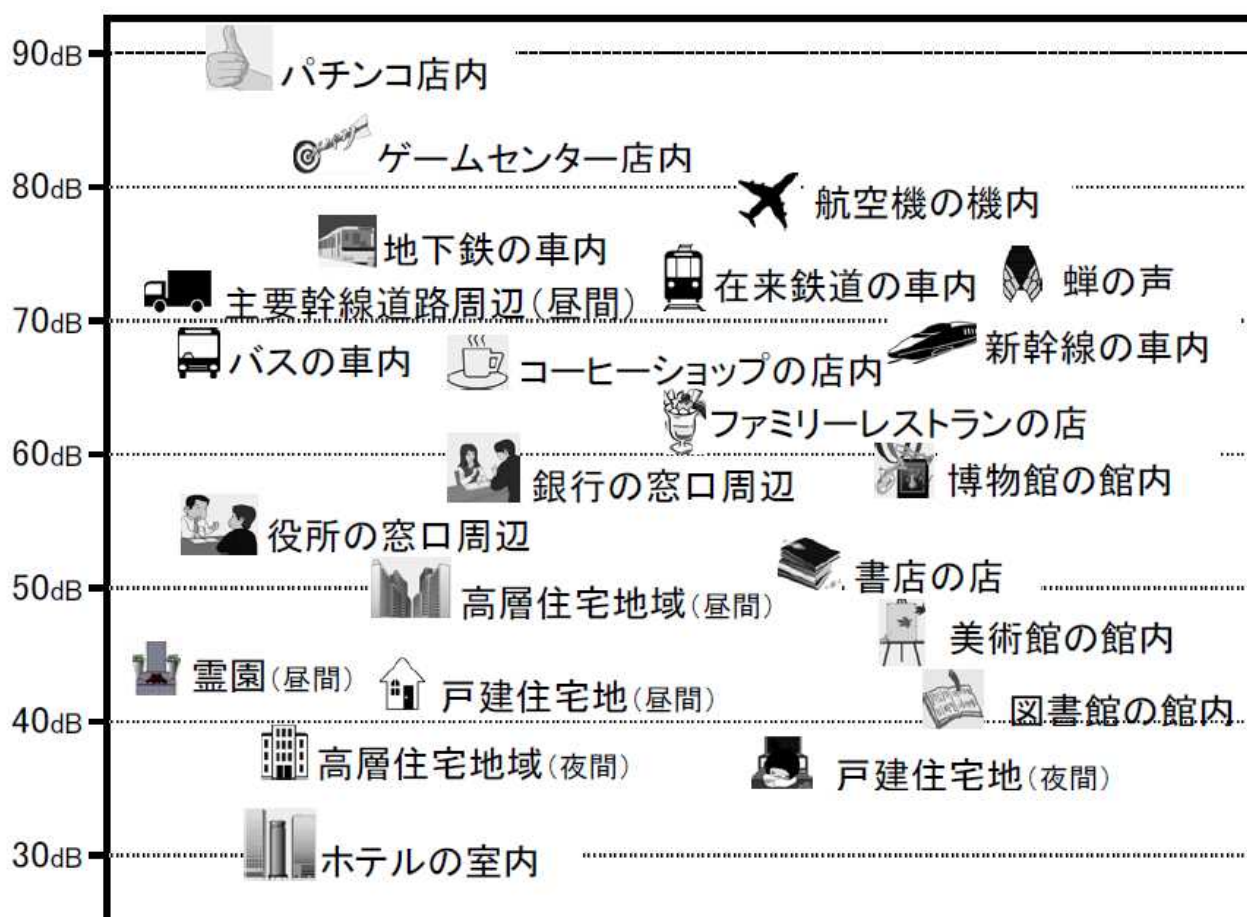 90dB
パチンコ店内
ゲームセンター店内
80dB
航空機の機内
地下鉄の車内
在来鉄道の車内
蝉の声
主要幹線道路周辺(昼間)
70dB
バスの車内
コーヒーショップの店内
新幹線の車内
ファミリーレストランの店
60dB
銀行の窓口周辺
博物館の館内
役所の窓口周辺
書店の店
50dB
高層住宅地域(昼間)
美術館の館内
霊園(昼間)
戸建住宅地(昼間)
図書館の館内
40dB
高層住宅地域(夜間)
戸建住宅地(夜間)
30dB
ホテルの室内